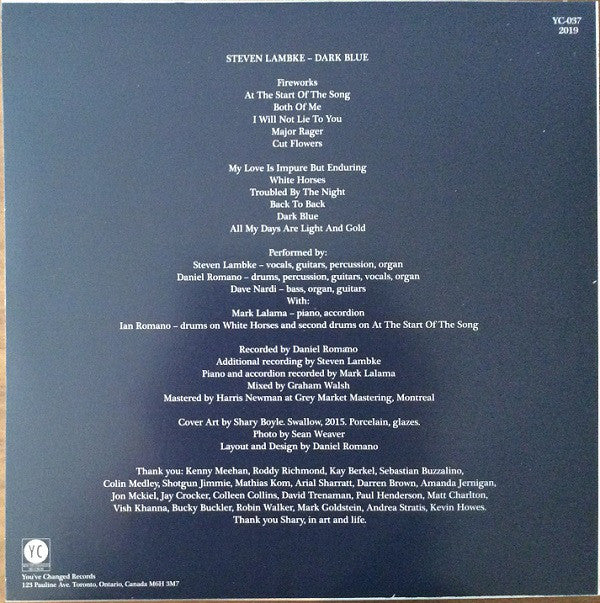 YC-037
2019
STEVEN LAMBKE – DARK BLUE
Fireworks
At The Start Of The Song
Both Of Me
I Will Not Lie To You
Major Rager
Cut Flowers
My Love Is Impure But Enduring
White Horses
Troubled By The Night
Back To Back
Dark Blue
All My Days Are Light And Gold
Performed by:
Steven Lambke – vocals, guitars, percussion, organ
Daniel Romano – drums, percussion, guitars, vocals, organ
Dave Nardi – bass, organ, guitars
With:
Mark Lalama – piano, accordion
Ian Romano – drums on White Horses and second drums on At The Start Of The Song
Recorded by Daniel Romano
Additional recording by Steven Lambke
Piano and accordion recorded by Mark Lalama
Mixed by Graham Walsh
Mastered by Harris Newman at Grey Market Mastering, Montreal
Cover Art by Shary Boyle. Swallow, 2015. Porcelain, glazes.
Photo by Sean Weaver
Layout and Design by Daniel Romano
Thank you: Kenny Meehan, Roddy Richmond, Kay Berkel, Sebastian Buzzalino,
Colin Medley, Shotgun Jimmie, Mathias Kom, Arial Sharratt, Darren Brown, Amanda Jernigan,
Jon Mckiel, Jay Crocker, Colleen Collins, David Trenaman, Paul Henderson, Matt Charlton,
Vish Khanna, Bucky Buckler, Robin Walker, Mark Goldstein, Andrea Stratis, Kevin Howes.
Thank you Shary, in art and life.
YC
You've Changed Records
123 Pauline Ave. Toronto, Ontario, Canada M6H 3M7